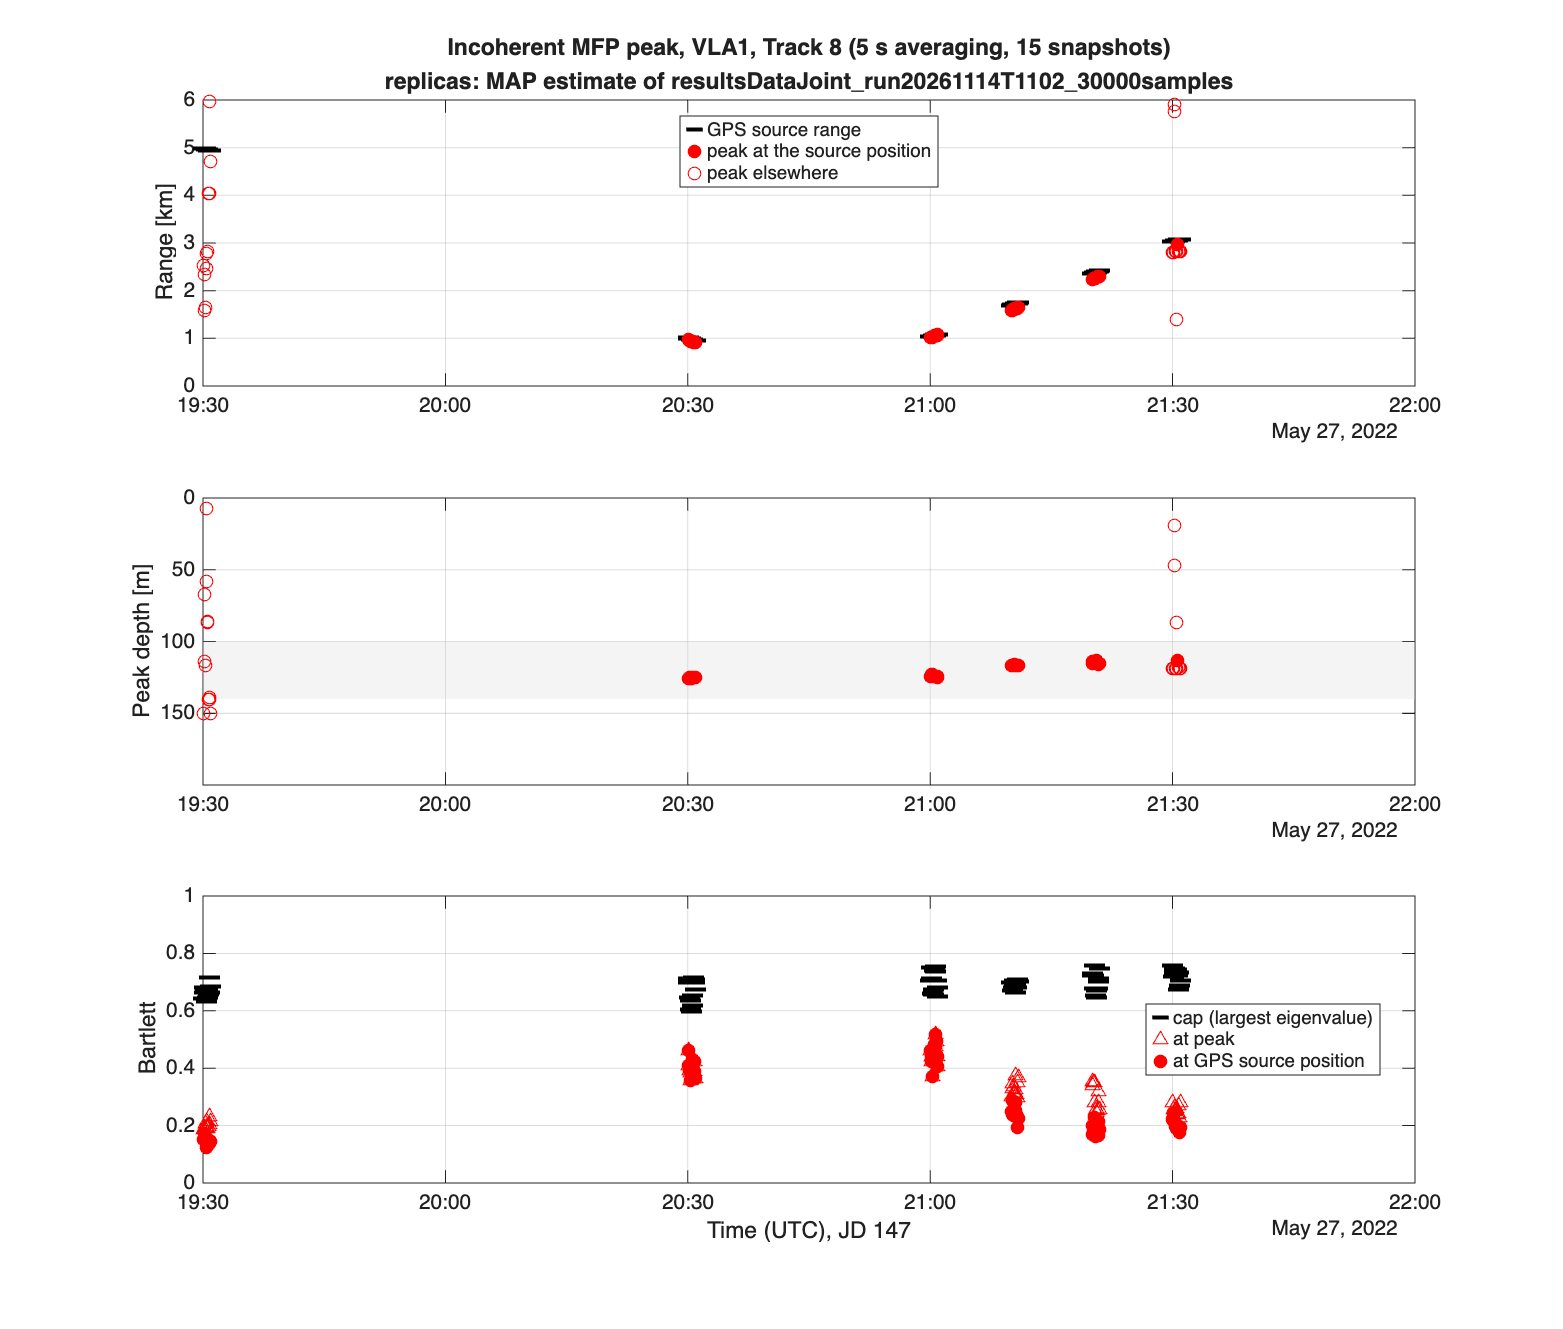 Incoherent MFP peak, VLA1, Track 8 (5 s averaging, 15 snapshots)
replicas: MAP estimate of resultsDataJoint_run20261114T1102_30000samples
Range [km]
6
5
4
3
2
1
0
GPS source range
peak at the source position
peak elsewhere
19:30
20:00
20:30
21:00
21:30
22:00
May 27, 2022
Peak depth [m]
0
50
100
150
19:30
20:00
20:30
21:00
21:30
22:00
May 27, 2022
Bartlett
1
0.8
0.6
0.4
0.2
0
cap (largest eigenvalue)
at peak
at GPS source position
19:30
20:00
20:30
21:00
21:30
22:00
Time (UTC), JD 147
May 27, 2022